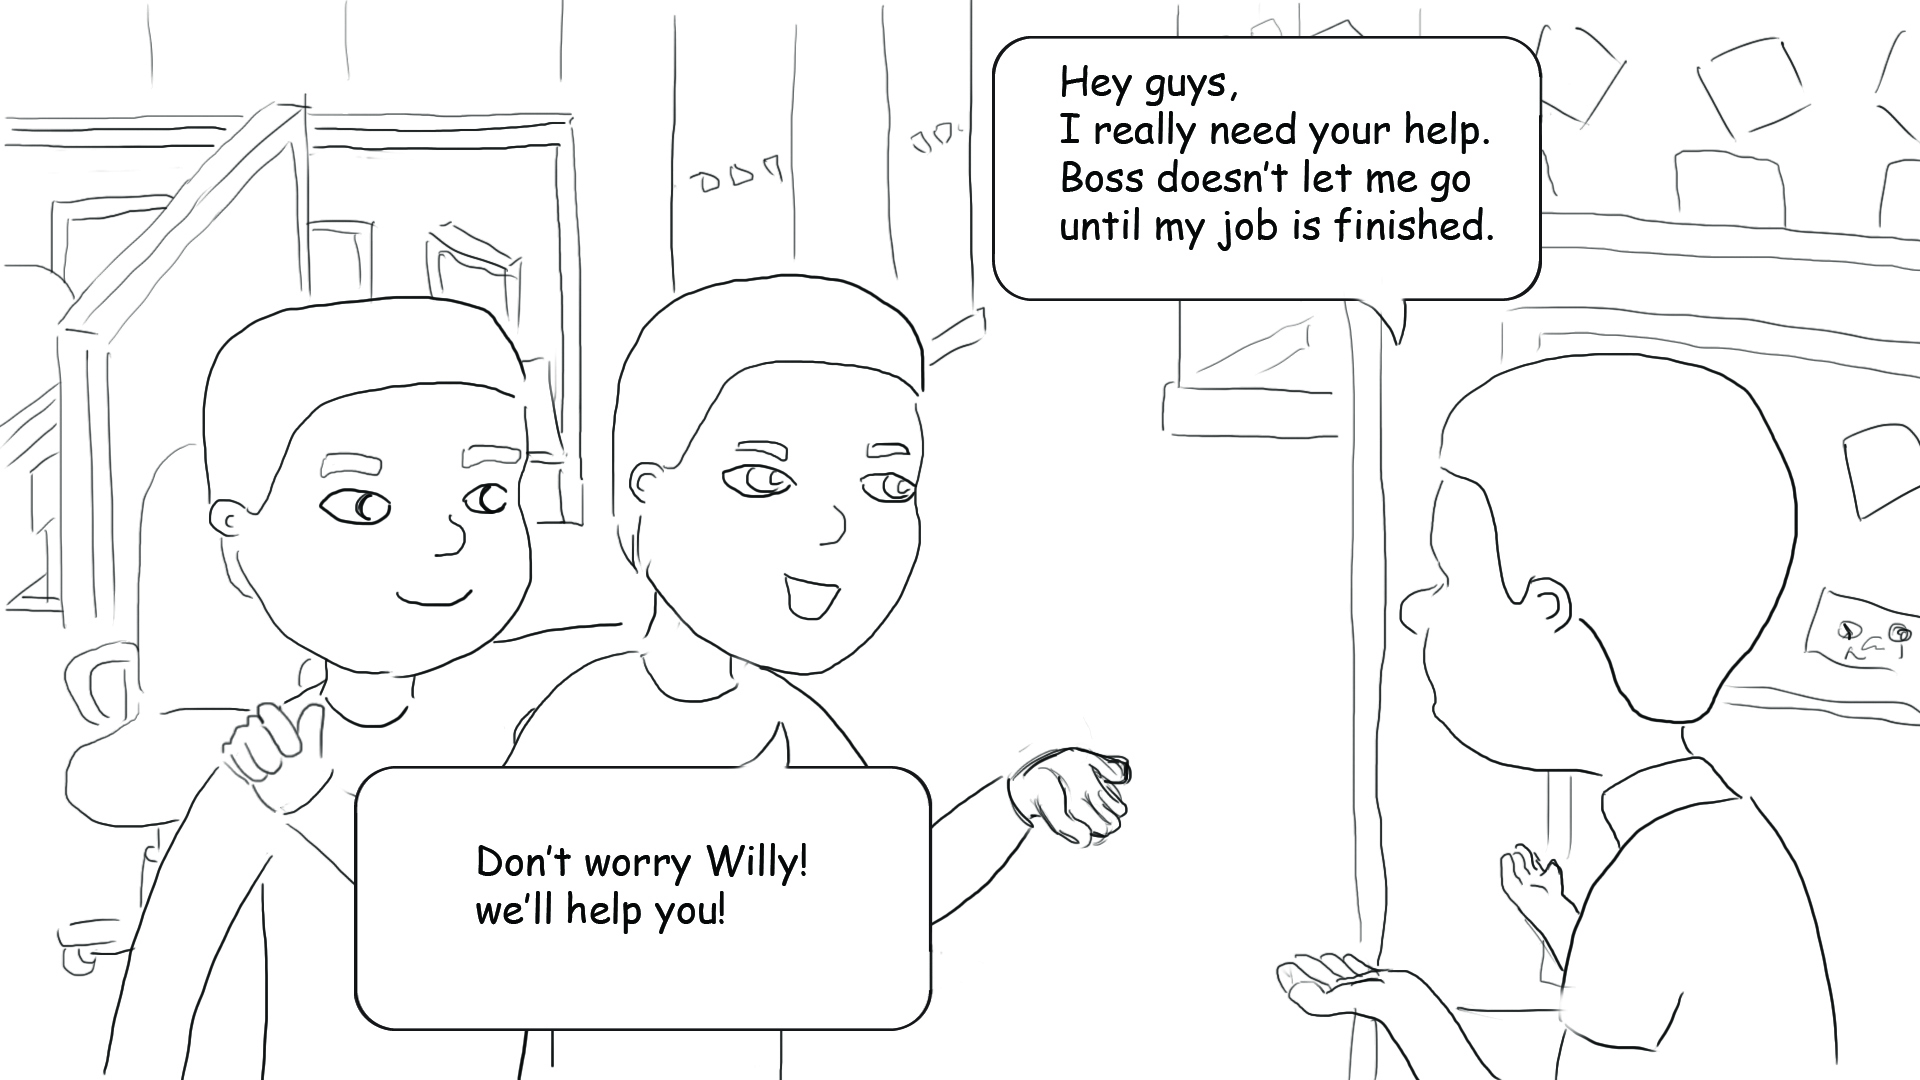 Hey guys,
I really need your help.
Boss doesn't let me go
until my job is finished.
Don't worry Willy!
we'll help you!